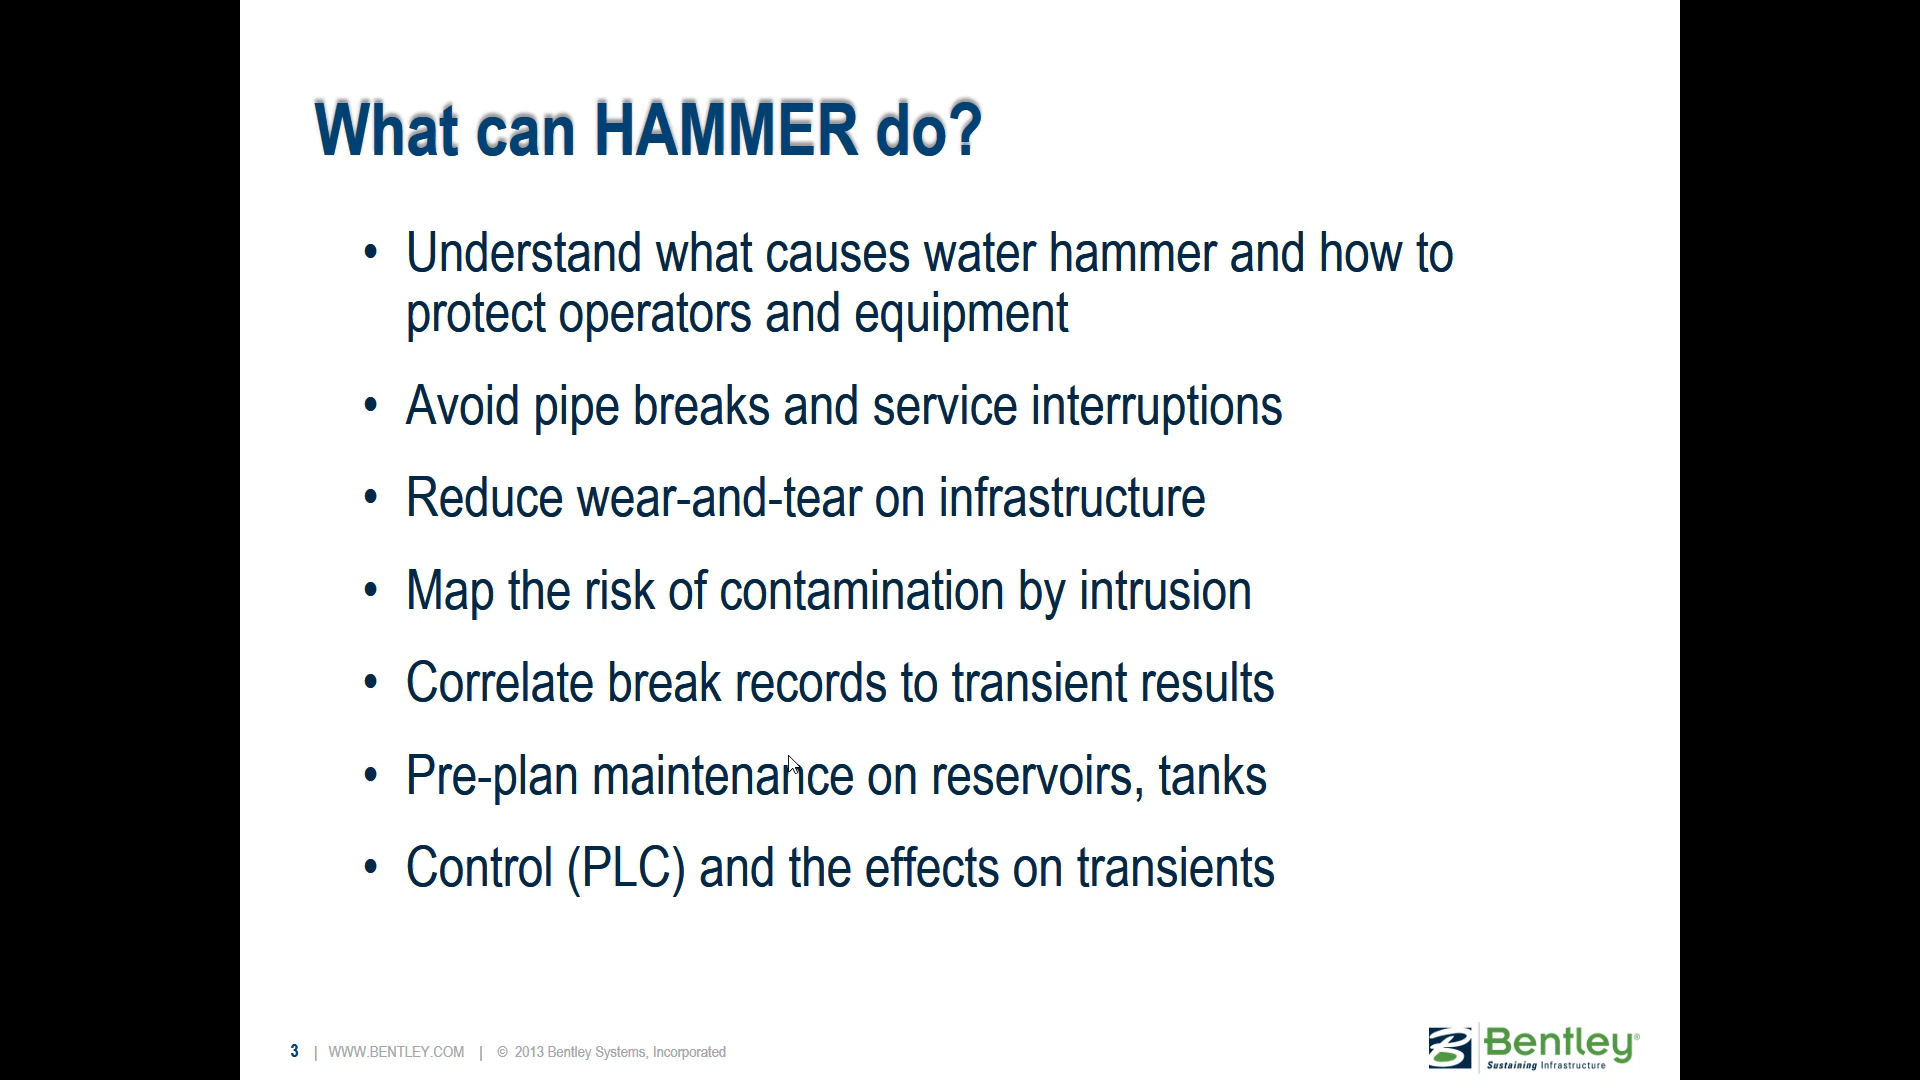 What can HAMMER do?
• Understand what causes water hammer and how to
protect operators and equipment
• Avoid pipe breaks and service interruptions
• Reduce wear-and-tear on infrastructure
• Map the risk of contamination by intrusion
• Correlate break records to transient results
• Pre-plan maintenance on reservoirs, tanks
• Control (PLC) and the effects on transients
3 | WWW.BENTLEY.COM | © 2013 Bentley Systems, Incorporated
Bentley®
Sustaining Infrastructure